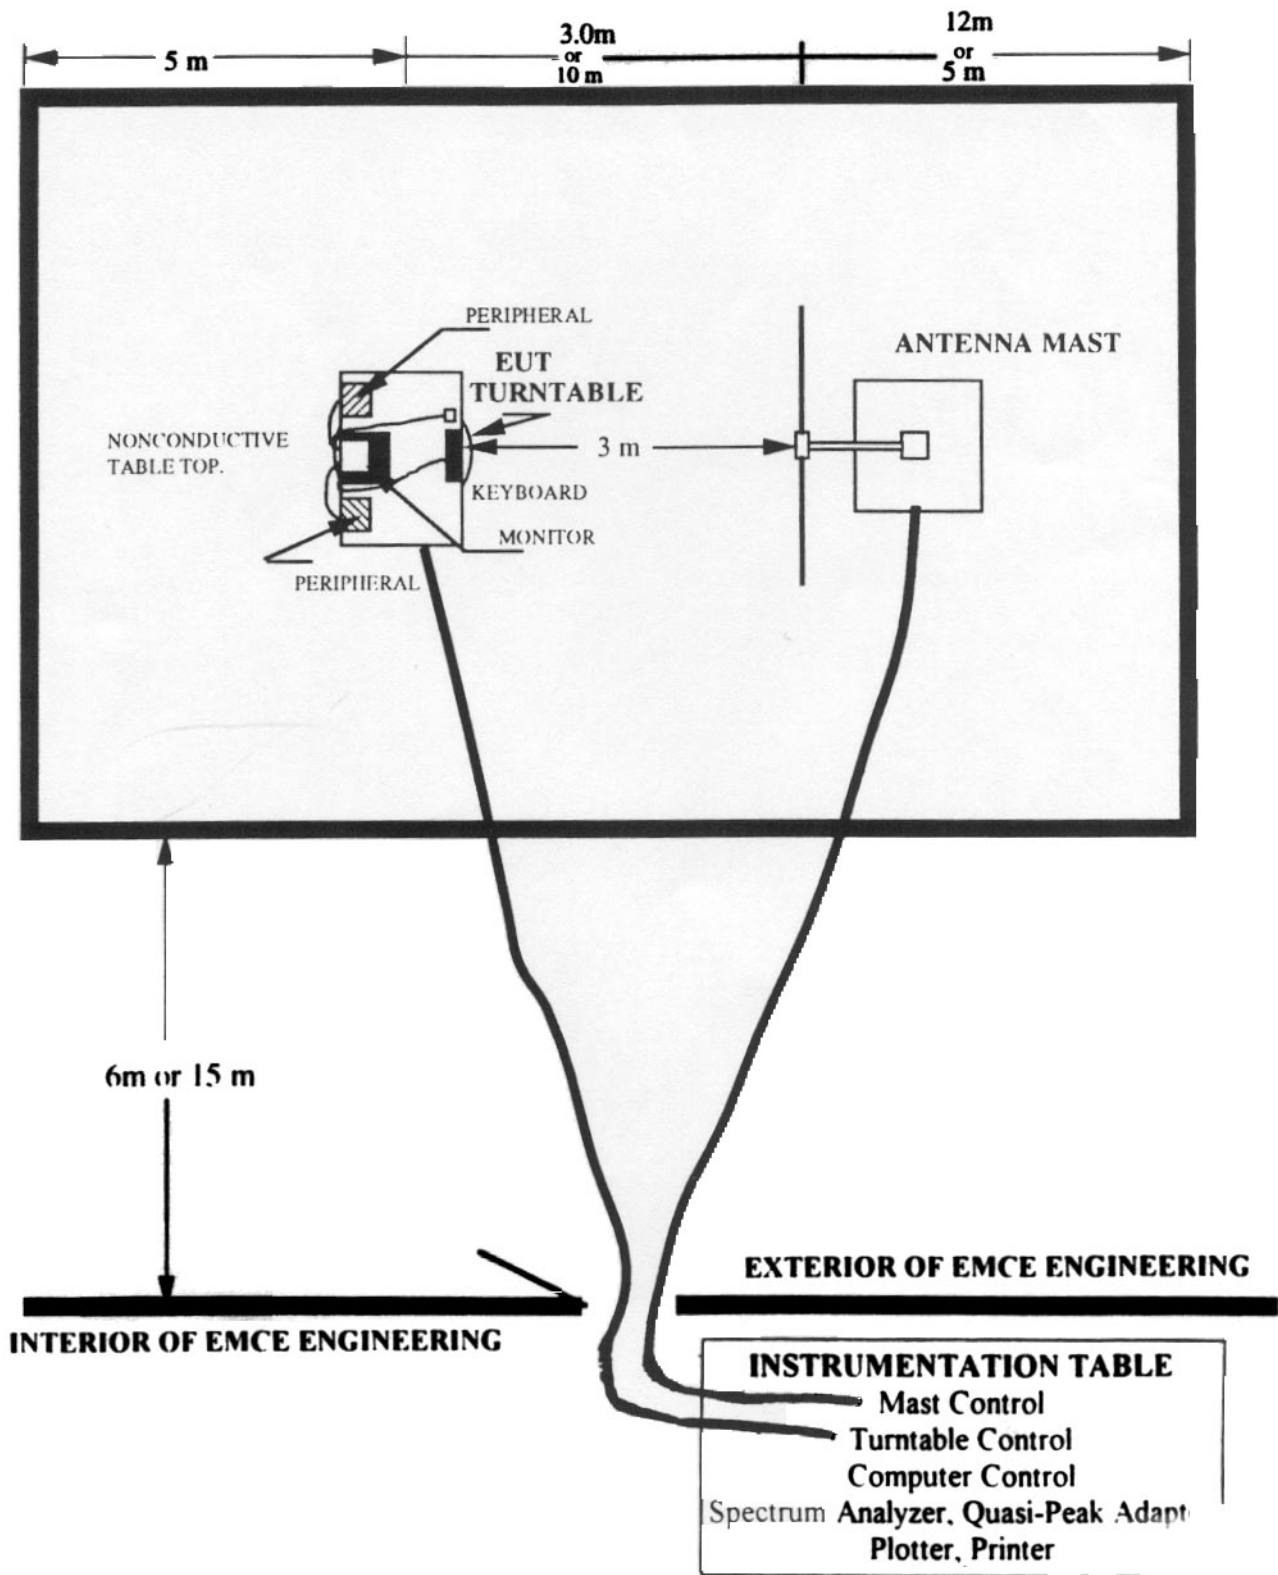 5 m
3.0m
or
10 m
12m
or
5 m
PERIPHERAL
EUT
TURNTABLE
ANTENNA MAST
NONCONDUCTIVE
TABLE TOP.
3 m
KEYBOARD
MONITOR
PERIPHERAL
6m or 15 m
EXTERIOR OF EMCE ENGINEERING
INTERIOR OF EMCE ENGINEERING
INSTRUMENTATION TABLE
Mast Control
Turntable Control
Computer Control
Spectrum Analyzer, Quasi-Peak Adapt
Plotter, Printer